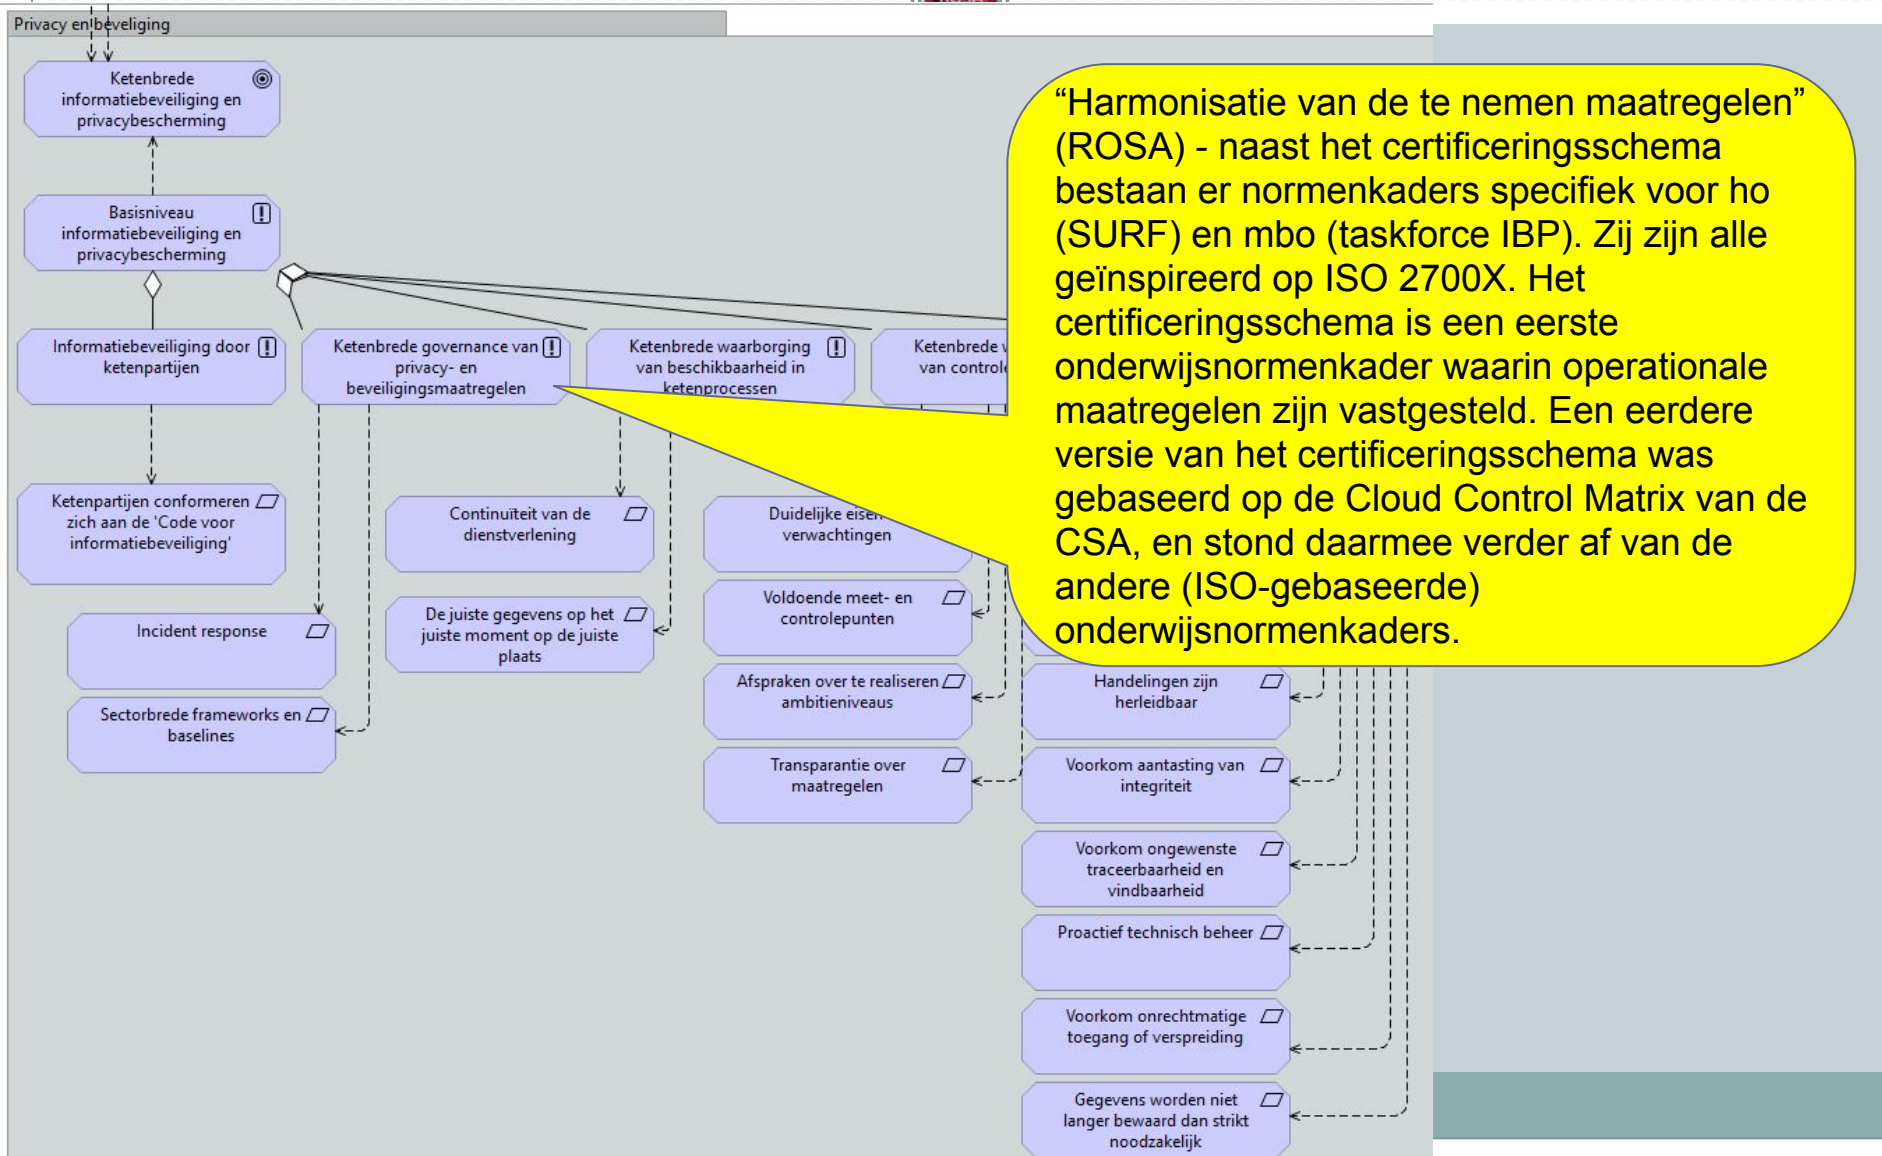 Privacy en beveliging
Ketenbrede
informatiebeveiliging en
privacybescherming
Basisniveau
informatiebeveiliging en
privacybescherming
Informatiebeveiliging door
ketenpartijen
Ketenbrede governance van
privacy- en
beveiligingsmaatregelen
Ketenbrede waarborging
van beschikbaarheid in
ketenprocessen
Ketenbrede
van
Ketenpartijen conformeren
zich aan de 'Code voor
informatiebeveiliging'
Incident response
Sectorbrede frameworks en
baselines
Continuïteit van de
dienstverlening
De juiste gegevens op het
juiste moment op de juiste
plaats
Duidelijke
verwachtingen
Voldoende meet- en
controlepunten
Afspraken over te realiseren
ambitieniveaus
Transparantie over
maatregelen
Handelingen zijn
herleidbaar
Voorkom aantasting van
integriteit
Voorkom ongewenste
traceerbaarheid en
vindbaarheid
Proactief technisch beheer
Voorkom onrechtmatige
toegang of verspreiding
Gegevens worden niet
langer bewaard dan strikt
noodzakelijk
“Harmonisatie van de te nemen maatregelen”
(ROSA) - naast het certificeringsschema
bestaan er normenkaders specifiek voor ho
(SURF) en mbo (taskforce IBP). Zij zijn alle
geïnspireerd op ISO 2700X. Het
certificeringsschema is een eerste
onderwijsnormenkader waarin operationale
maatregelen zijn vastgesteld. Een eerdere
versie van het certificeringsschema was
gebaseerd op de Cloud Control Matrix van de
CSA, en stond daarmee verder af van de
andere (ISO-gebaseerde)
onderwijsnormenkaders.